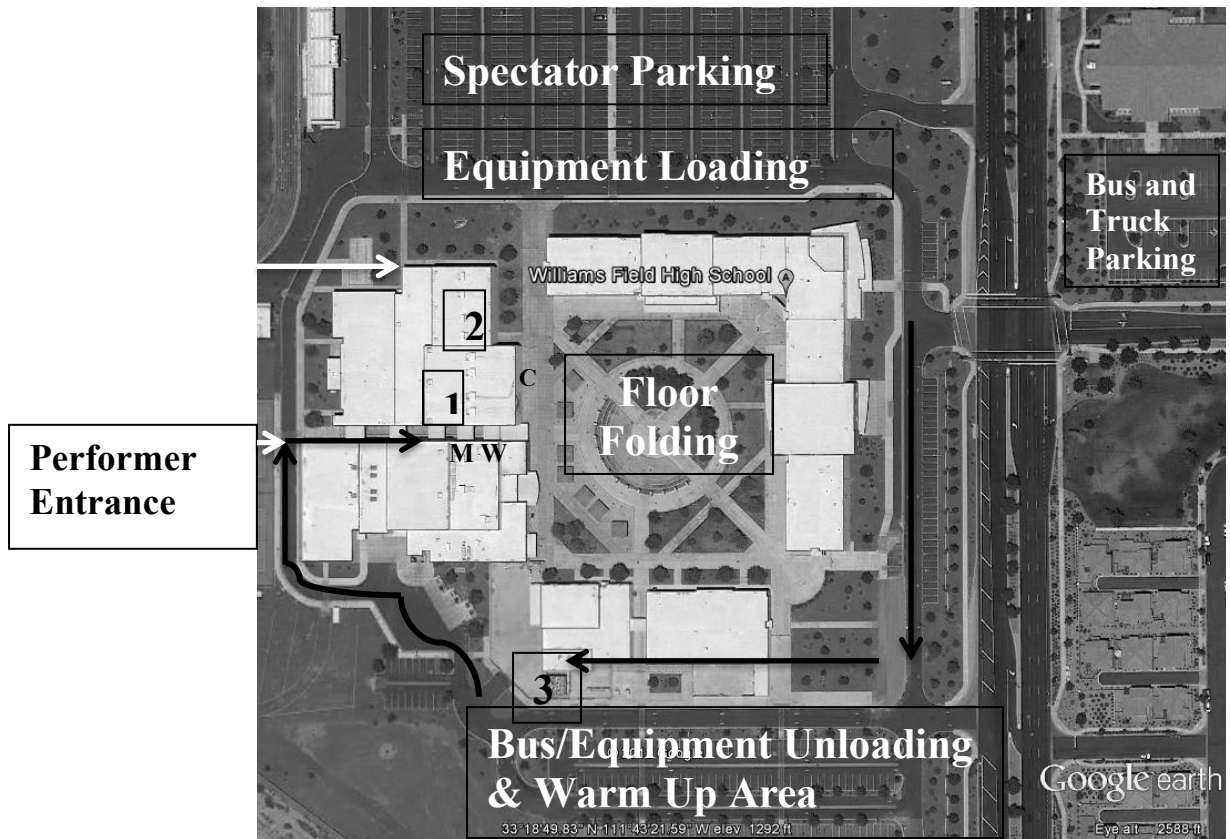 Spectator Parking
Equipment Loading
Bus and
Truck
Parking
Williams Field High School
A
2
C
1
Floor
Folding
M W
Performer
Entrance
3
Bus/Equipment Unloading
& Warm Up Area
Google earth
33°18'49.83" N 111°43'21.59" W elev 1292 ft
Eye alt 2588 ft